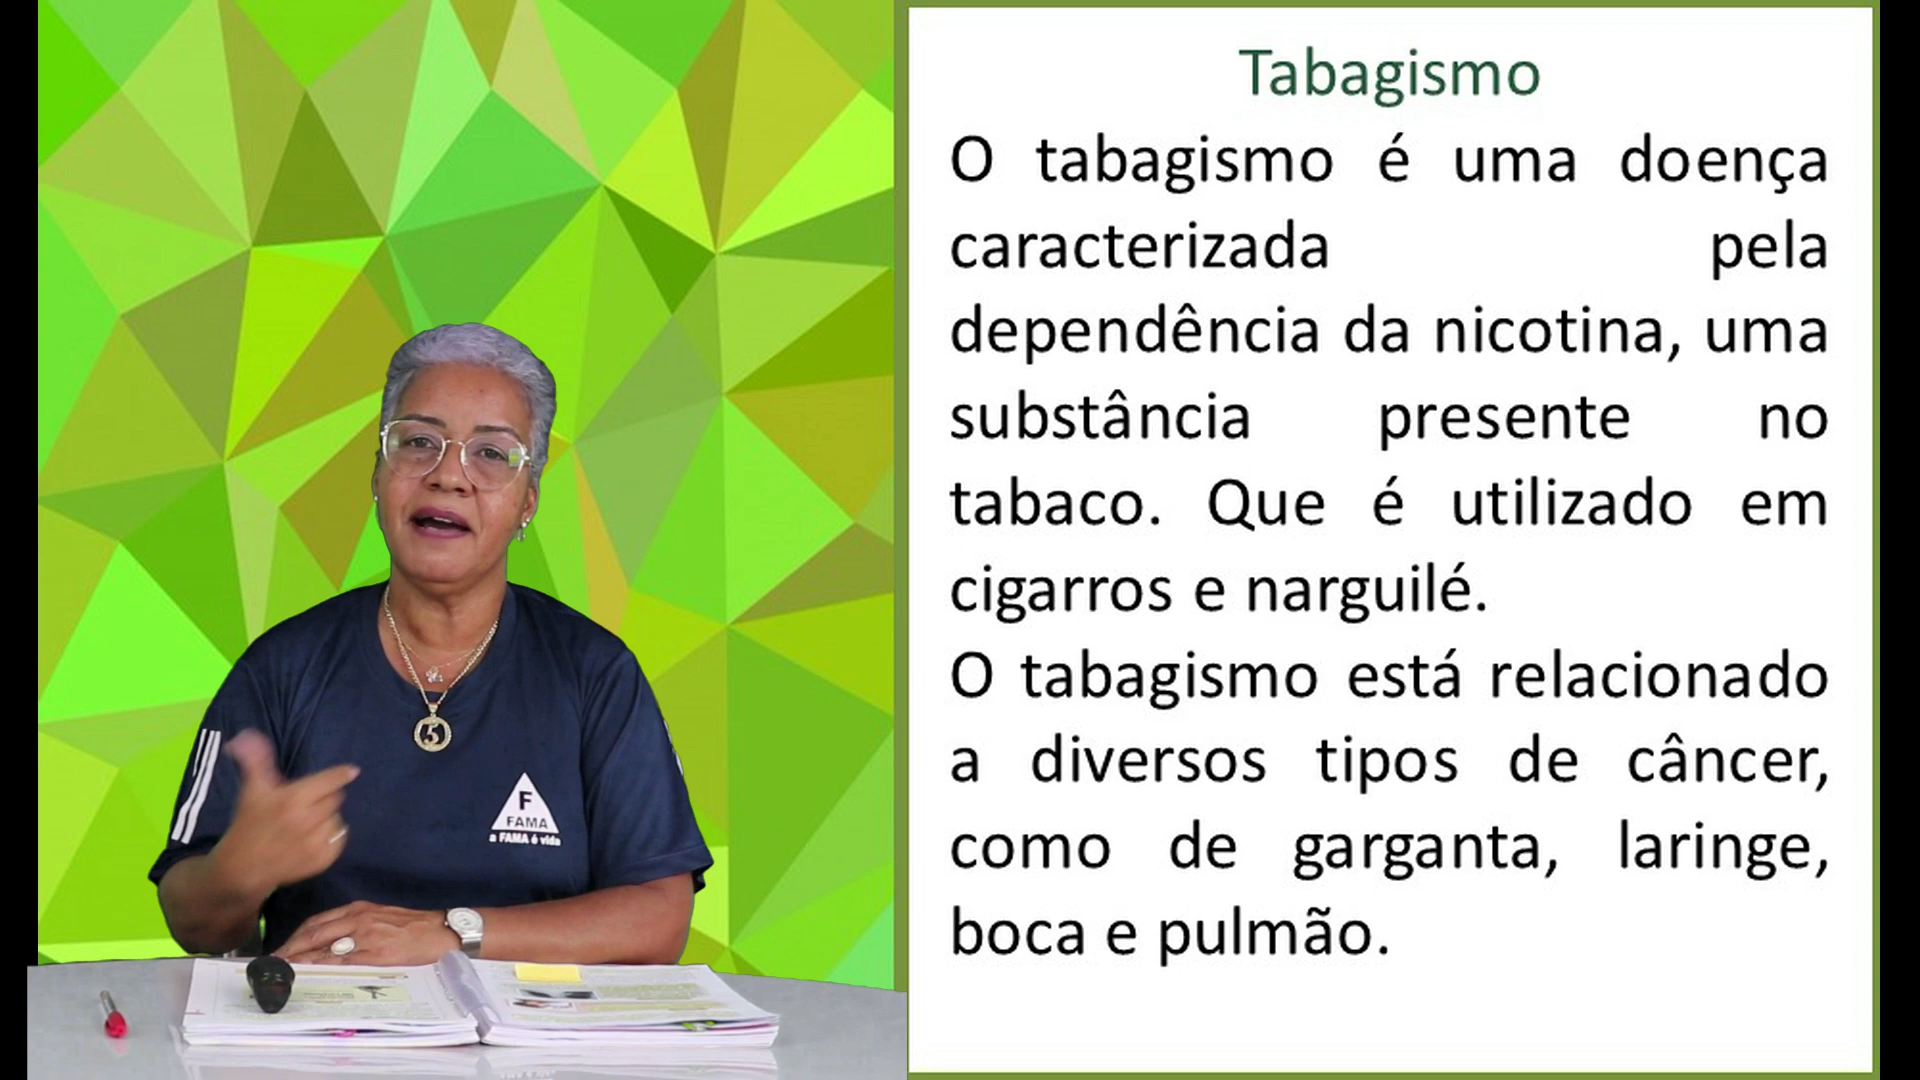 Tabagismo
O tabagismo é uma doença
caracterizada pela
dependência da nicotina, uma
substância presente no
tabaco. Que é utilizado em
cigarros e narguilé.
O tabagismo está relacionado
a diversos tipos de câncer,
como de garganta, laringe,
boca e pulmão.
5
F
FAMA
a FAMA é vida